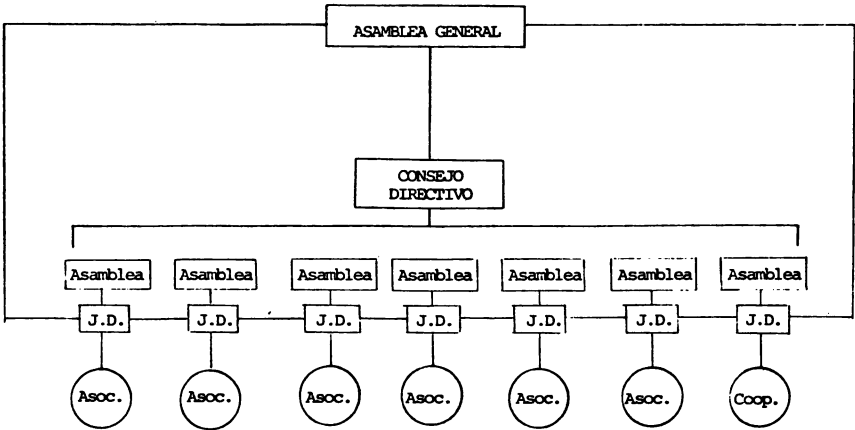 ASAMBLEA GENERAL
CONSEJO
DIRECTIVO
Asamblea Asamblea Asamblea Asamblea Asamblea Asamblea Asamblea
J.D. J.D. J.D. J.D. J.D. J.D. J.D.
Asoc. Asoc. Asoc. Asoc. Asoc. Asoc. Coop.